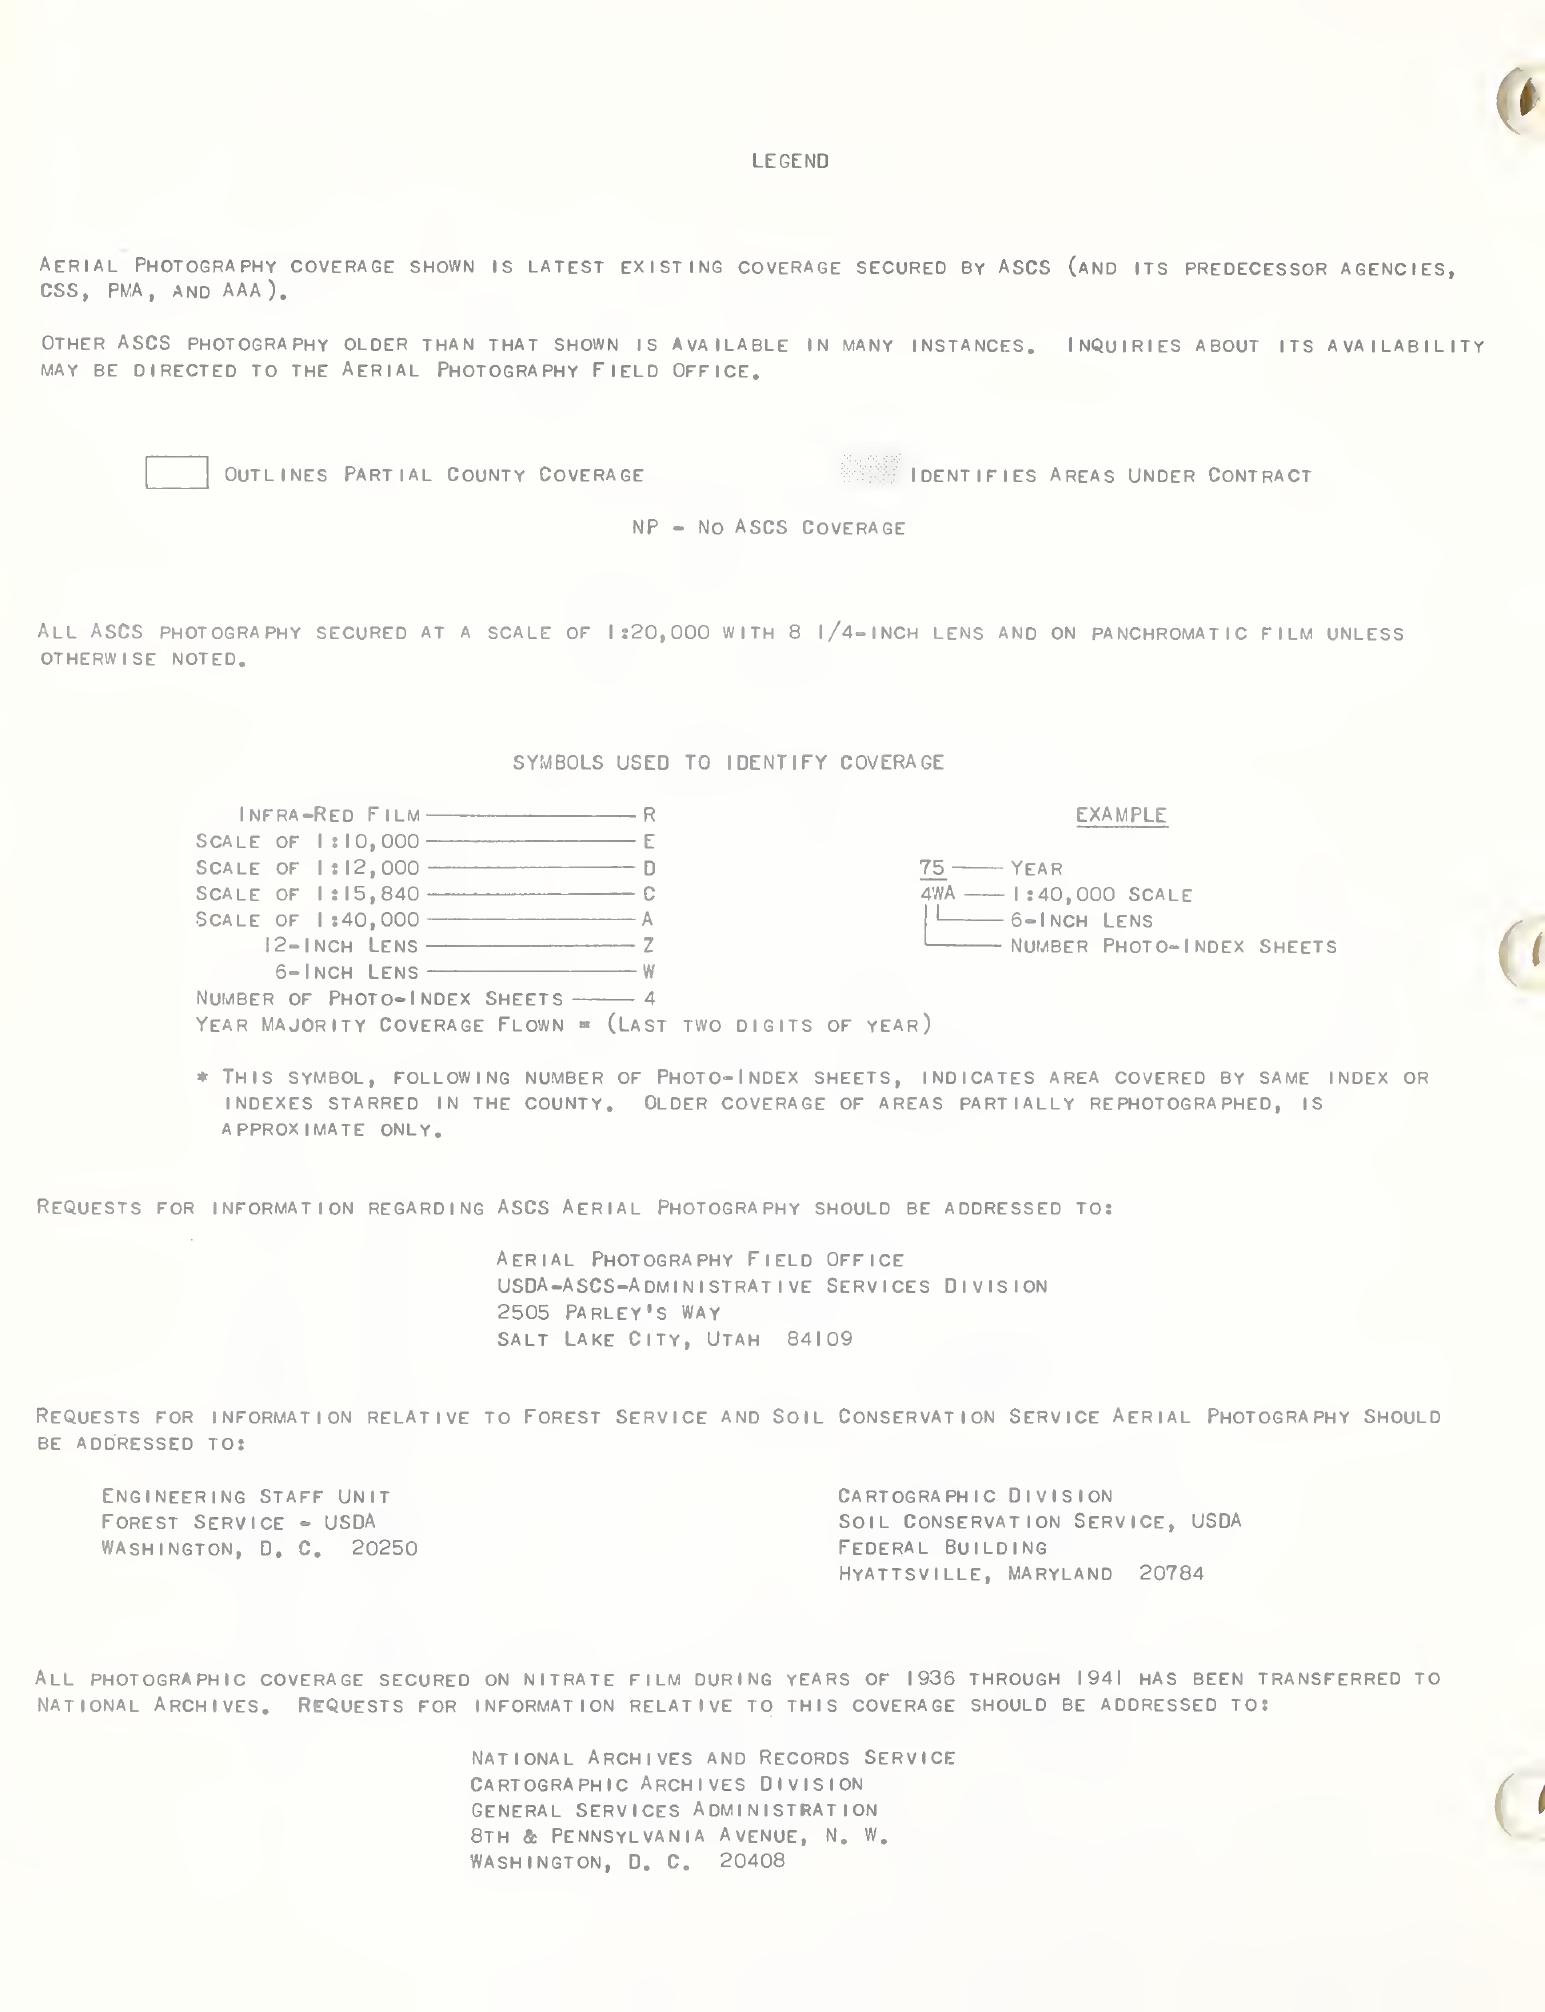 LEGEND
AERIAL PHOTOGRAPHY COVERAGE SHOWN IS LATEST EXISTING COVERAGE SECURED BY ASCS (AND ITS PREDECESSOR AGENCIES,
CSS, PMA, AND AAA).
OTHER ASCS PHOTOGRAPHY OLDER THAN THAT SHOWN IS AVAILABLE IN MANY INSTANCES. INQUIRIES ABOUT ITS AVAILABILITY
MAY BE DIRECTED TO THE AERIAL PHOTOGRAPHY FIELD OFFICE.
OUTLINES PARTIAL COUNTY COVERAGE
IDENTIFIES AREAS UNDER CONTRACT
NP - NO ASCS COVERAGE
ALL ASCS PHOTOGRAPHY SECURED AT A SCALE OF 1:20,000 WITH 8 1/4-INCH LENS AND ON PANCHROMATIC FILM UNLESS
OTHERWISE NOTED.
SYMBOLS USED TO IDENTIFY COVERAGE
INFRA-RED FILM R
SCALE OF 1:10,000 E
SCALE OF 1:12,000 D
SCALE OF 1:15,840 C
SCALE OF 1:40,000 A
12-INCH LENS Z
6-INCH LENS W
NUMBER OF PHOTO-INDEX SHEETS 4
YEAR MAJORITY COVERAGE FLOWN = (LAST TWO DIGITS OF YEAR)
EXAMPLE
75 YEAR
4WA 1:40,000 SCALE
6-INCH LENS
NUMBER PHOTO-INDEX SHEETS
* THIS SYMBOL, FOLLOWING NUMBER OF PHOTO-INDEX SHEETS, INDICATES AREA COVERED BY SAME INDEX OR
INDEXES STARRED IN THE COUNTY. OLDER COVERAGE OF AREAS PARTIALLY REPHOTOGRAPHED, IS
APPROXIMATE ONLY.
REQUESTS FOR INFORMATION REGARDING ASCS AERIAL PHOTOGRAPHY SHOULD BE ADDRESSED TO:
AERIAL PHOTOGRAPHY FIELD OFFICE
USDA-ASCS-ADMINISTRATIVE SERVICES DIVISION
2505 PARLEY'S WAY
SALT LAKE CITY, UTAH 84109
REQUESTS FOR INFORMATION RELATIVE TO FOREST SERVICE AND SOIL CONSERVATION SERVICE AERIAL PHOTOGRAPHY SHOULD
BE ADDRESSED TO:
ENGINEERING STAFF UNIT
FOREST SERVICE - USDA
WASHINGTON, D. C. 20250
CARTOGRAPHIC DIVISION
SOIL CONSERVATION SERVICE, USDA
FEDERAL BUILDING
HYATTSVILLE, MARYLAND 20784
ALL PHOTOGRAPHIC COVERAGE SECURED ON NITRATE FILM DURING YEARS OF 1936 THROUGH 1941 HAS BEEN TRANSFERRED TO
NATIONAL ARCHIVES. REQUESTS FOR INFORMATION RELATIVE TO THIS COVERAGE SHOULD BE ADDRESSED TO:
NATIONAL ARCHIVES AND RECORDS SERVICE
CARTOGRAPHIC ARCHIVES DIVISION
GENERAL SERVICES ADMINISTRATION
8TH & PENNSYLVANIA AVENUE, N. W.
WASHINGTON, D. C. 20408